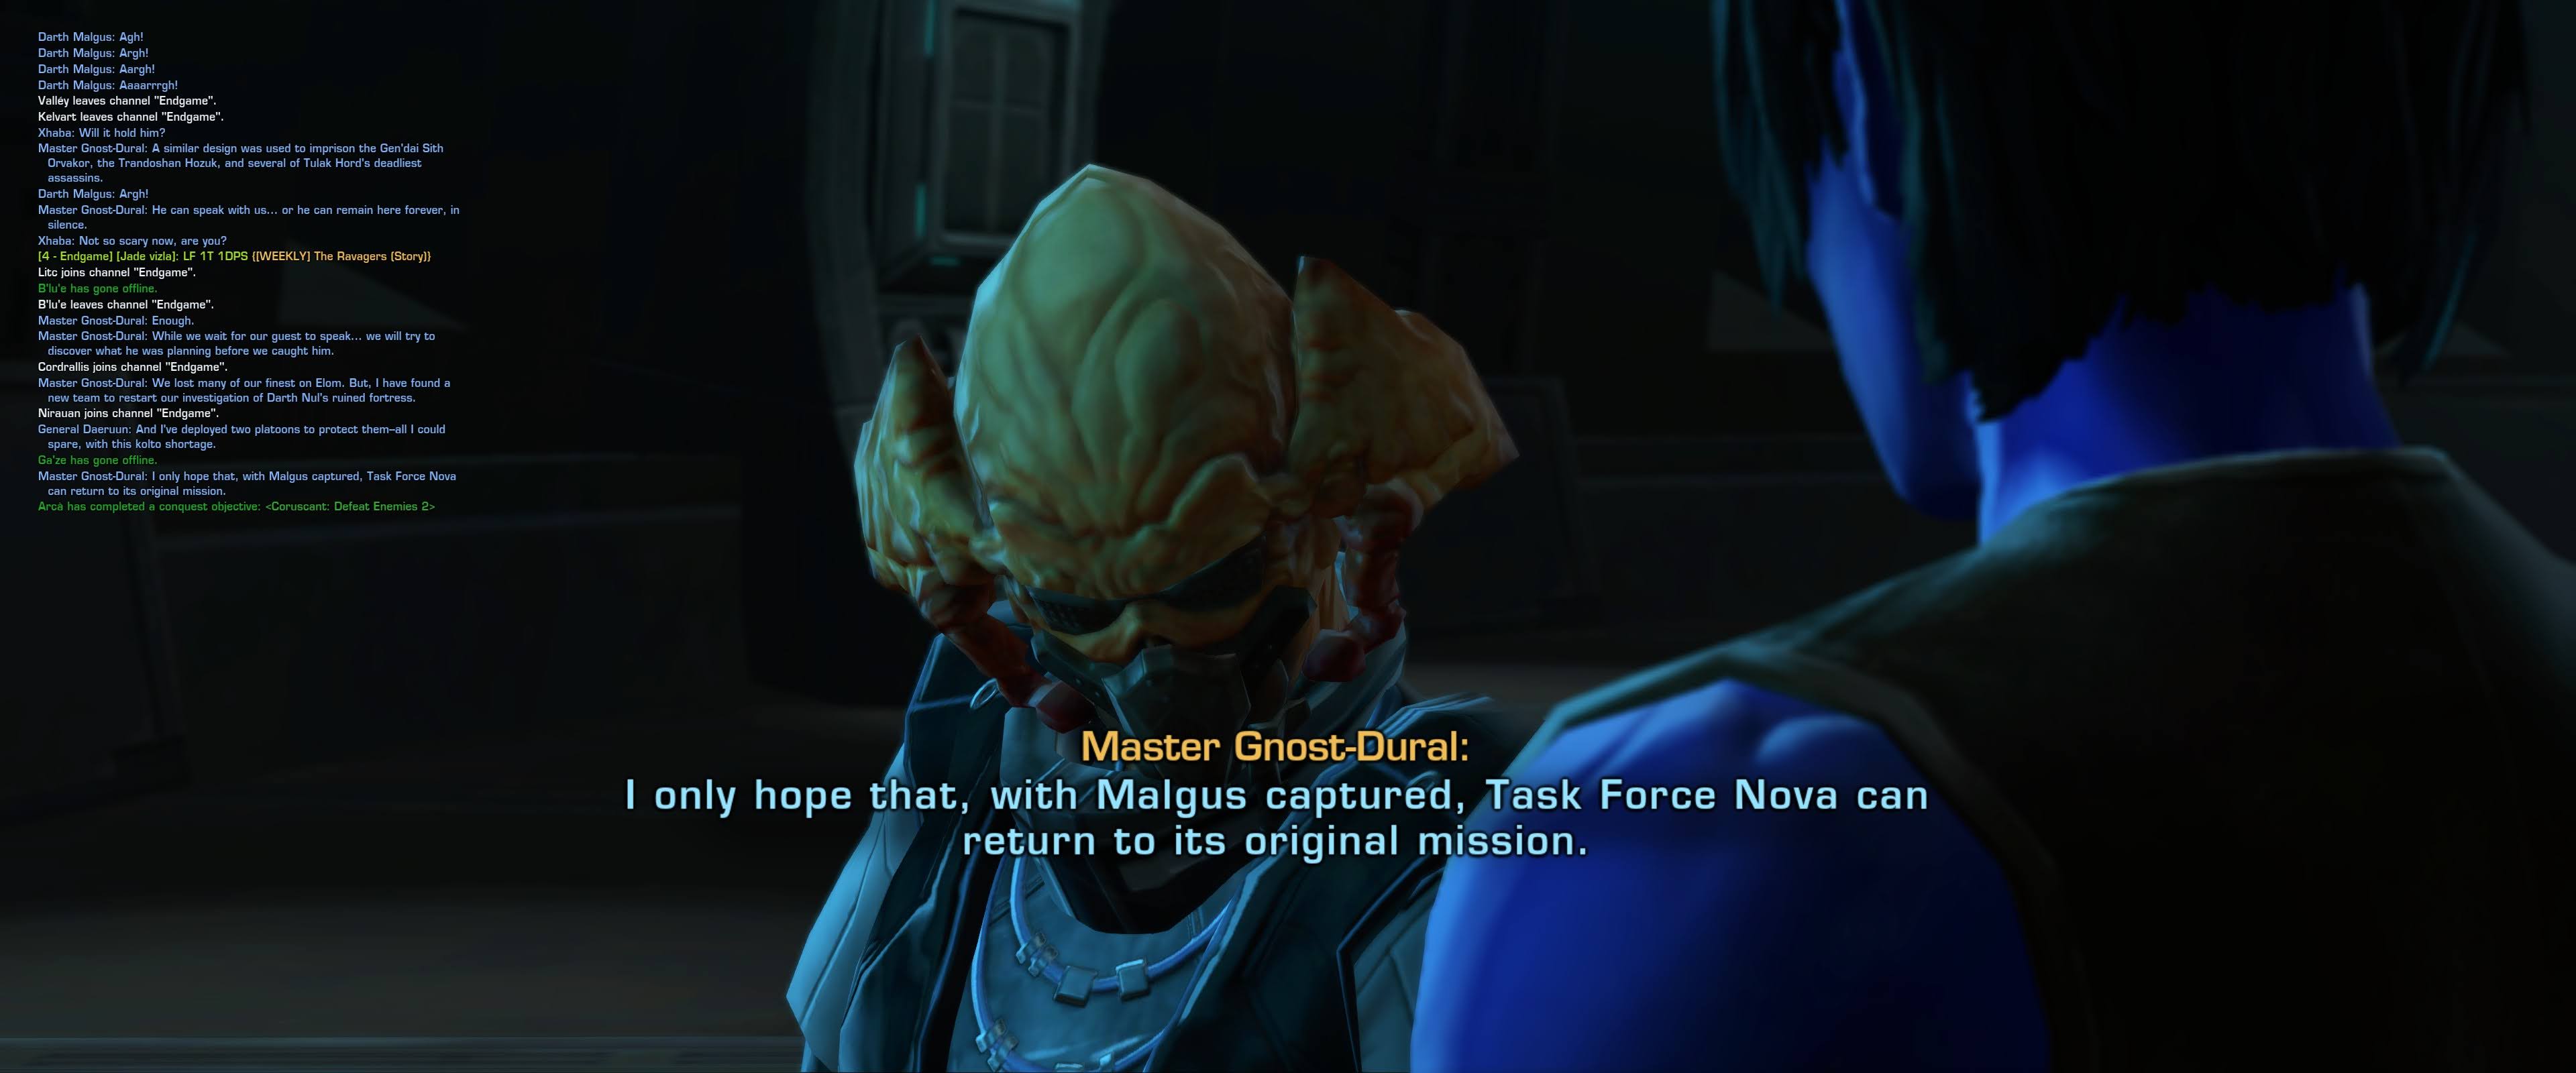 Darth Malgus: Agh!
Darth Malgus: Argh!
Darth Malgus: Aargh!
Darth Malgus: Aaaarrrgh!
Valléy leaves channel "Endgame".
Kelvart leaves channel "Endgame".
Xhaba: Will it hold him?
Master Gnost-Dural: A similar design was used to imprison the Gen'dai Sith
Orvakor, the Trandoshan Hozuk, and several of Tulak Hord's deadliest
assassins.
Darth Malgus: Argh!
Master Gnost-Dural: He can speak with us... or he can remain here forever, in
silence.
Xhaba: Not so scary now, are you?
[4 - Endgame] [Jade vizla]: LF 1T 1DPS {[WEEKLY] The Ravagers (Story)}
Litc joins channel "Endgame".
B'lu'e has gone offline.
B'lu'e leaves channel "Endgame".
Master Gnost-Dural: Enough.
Master Gnost-Dural: While we wait for our guest to speak... we will try to
discover what he was planning before we caught him.
Cordrallis joins channel "Endgame".
Master Gnost-Dural: We lost many of our finest on Elom. But, I have found a
new team to restart our investigation of Darth Nul's ruined fortress.
Nirauan joins channel "Endgame".
General Daeruun: And I've deployed two platoons to protect them–all I could
spare, with this kolto shortage.
Ga'ze has gone offline.
Master Gnost-Dural: I only hope that, with Malgus captured, Task Force Nova
can return to its original mission.
Arcà has completed a conquest objective: <Coruscant: Defeat Enemies 2>
Master Gnost-Dural:
I only hope that, with Malgus captured, Task Force Nova can
return to its original mission.